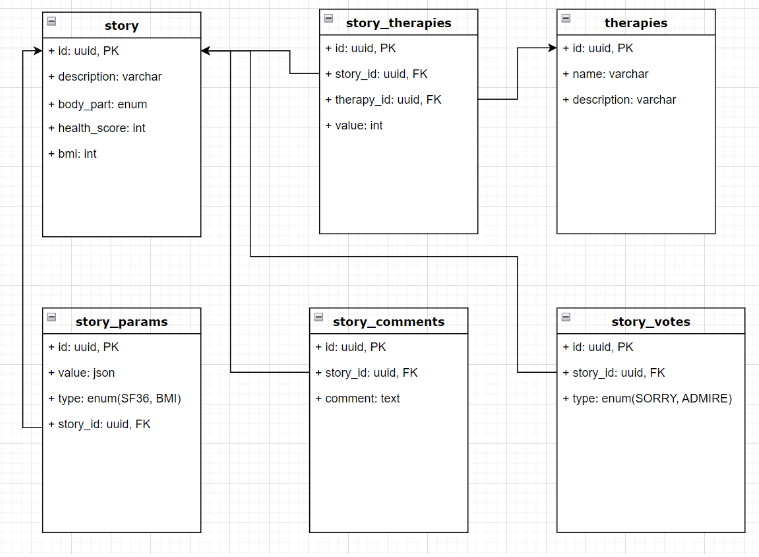 story
+ id: uuid, PK
+ description: varchar
+ body_part: enum
+ health_score: int
+ bmi: int
story_therapies
+ id: uuid, PK
+ story_id: uuid, FK
+ therapy_id: uuid, FK
+ value: int
therapies
+ id: uuid, PK
+ name: varchar
+ description: varchar
story_params
+ id: uuid, PK
+ value: json
+ type: enum(SF36, BMI)
+ story_id: uuid, FK
story_comments
+ id: uuid, PK
+ story_id: uuid, FK
+ comment: text
story_votes
+ id: uuid, PK
+ story_id: uuid, FK
+ type: enum(SORRY, ADMIRE)